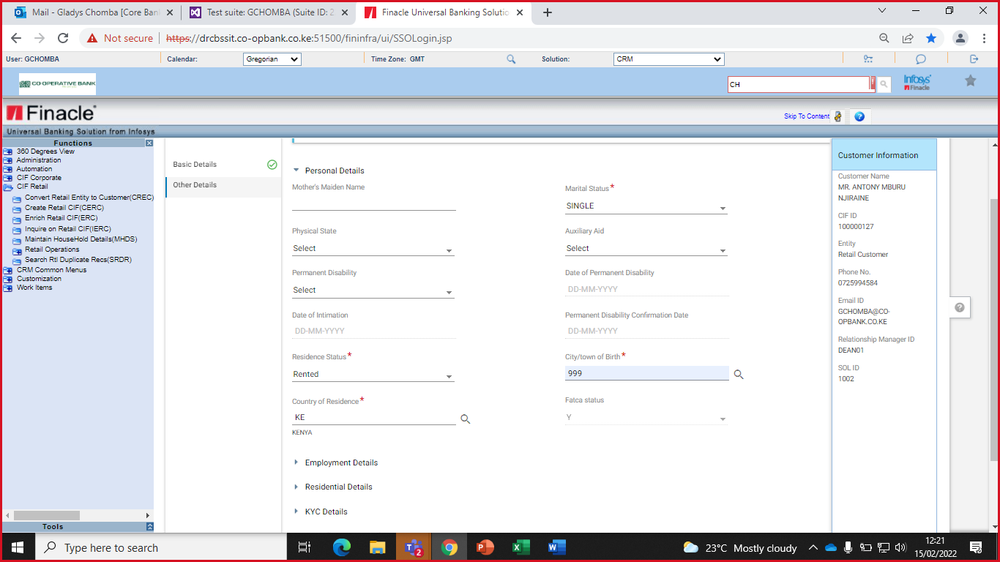 Mail - Gladys Chomba [Core Ban
Test suite: GCHOMBA (Suite ID: 2
Finacle Universal Banking Solutio
Not secure https://drcbssit.co-opbank.co.ke:51500/fininfra/ui/SSOLogin.jsp
User: GCHOMBA Calendar: Gregorian Time Zone: GMT Solution: CRM
CO-OPERATIVE BANK
CH
Infosys
Finacle
Finacle
Skip To Content
Universal Banking Solution from Infosys
Functions
360 Degrees View
Administration
Automation
CIF Corporate
CIF Retail
Convert Retail Entity to Customer(CREC)
Create Retail CIF(CERC)
Enrich Retail CIF(ERC)
Inquire on Retail CIF(IERC)
Maintain HouseHold Details(MHDS)
Retail Operations
Search Rtl Duplicate Recs(SRDR)
CRM Common Menus
Customization
Work Items
Tools
Basic Details
Other Details
Personal Details
Mother's Maiden Name
Marital Status*
SINGLE
Physical State
Select
Auxiliary Aid
Select
Permanent Disability
Select
Date of Permanent Disability
DD-MM-YYYY
Date of Intimation
DD-MM-YYYY
Permanent Disability Confirmation Date
DD-MM-YYYY
Residence Status*
Rented
City/town of Birth*
999
Country of Residence*
KE
KENYA
Fatca status
Y
Employment Details
Residential Details
KYC Details
Customer Information
Customer Name
MR. ANTONY MBURU
NJIRAINE
CIF ID
100000127
Entity
Retail Customer
Phone No.
0725994584
Email ID
GCHOMBA@CO-
OPBANK.CO.KE
Relationship Manager ID
DEAN01
SOL ID
1002
Type here to search
2
23°C Mostly cloudy
12:21
15/02/2022